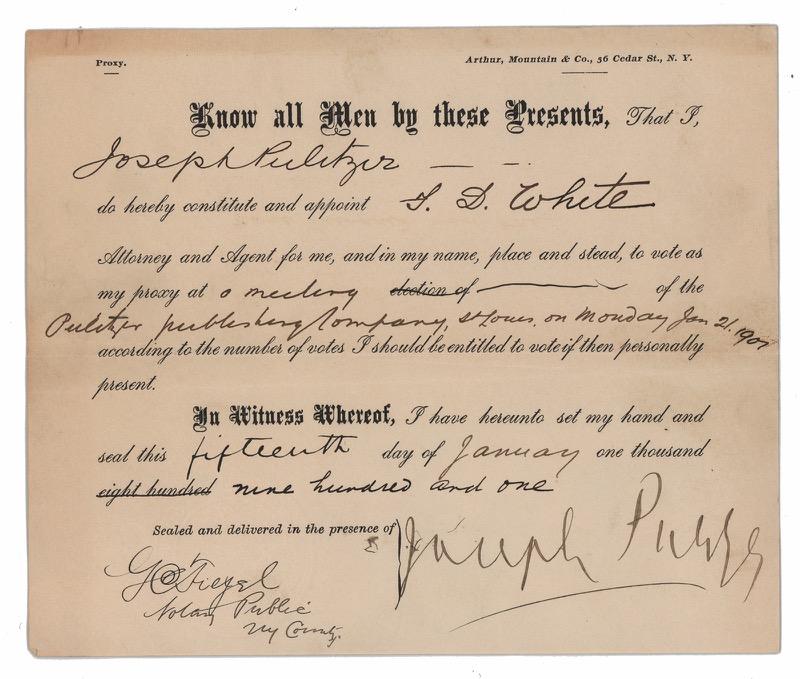 Proxy.
Arthur, Mountain & Co., 56 Cedar St., N. Y.
Know all Men by these Presents, That I,
Joseph Pulitzer
do hereby constitute and appoint S. D. White
Attorney and Agent for me, and in my name, place and stead, to vote as
my proxy at a meeting election of of the
Pulitzer publishing Company, St Louis, on Monday Jan 21. 1901
according to the number of votes I should be entitled to vote if then personally
present.
In Witness Whereof, I have hereunto set my hand and
seal this fifteenth day of January one thousand
eight hundred nine hundred and one
Sealed and delivered in the presence of
Joseph Pulitzer
Notary Public
NY County.